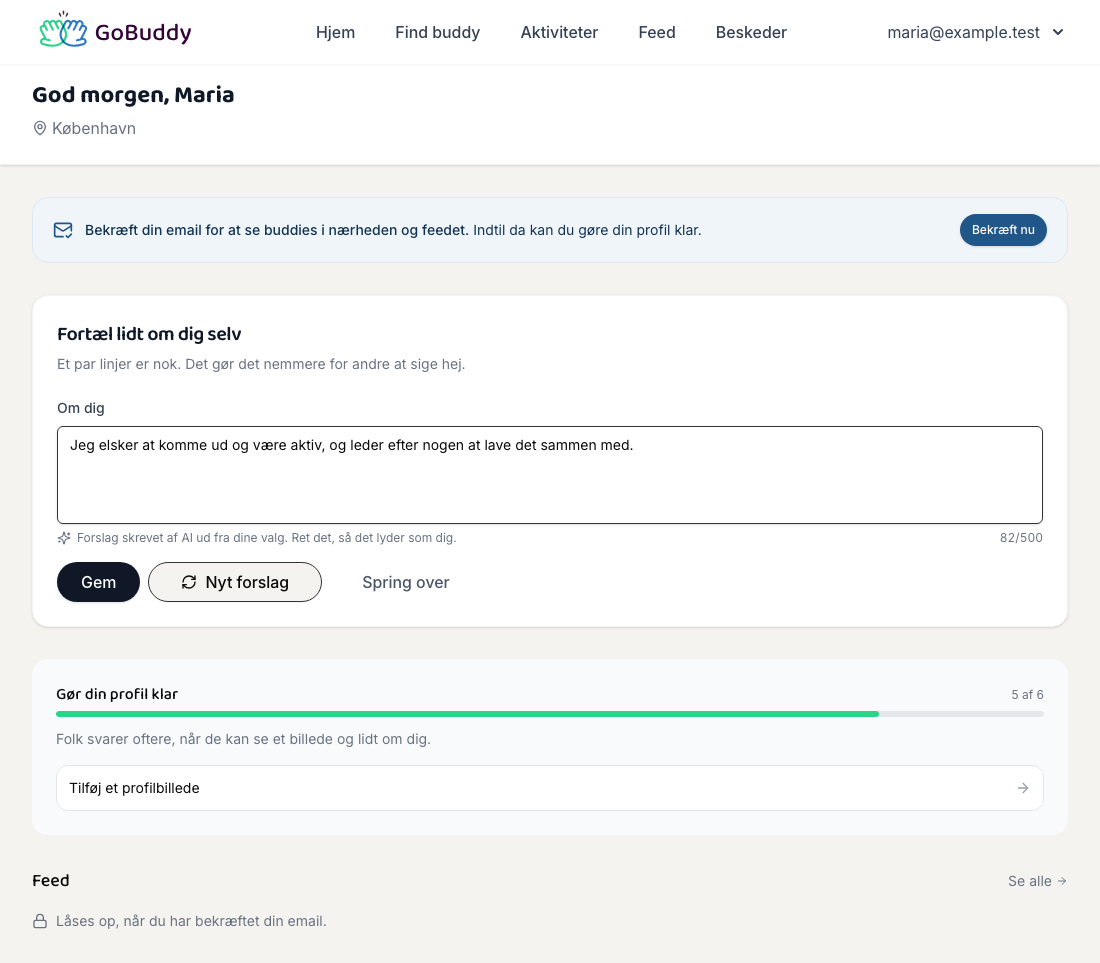 GoBuddy
Hjem Find buddy Aktiviteter Feed Beskeder maria@example.test
God morgen, Maria
København
Bekræft din email for at se buddies i nærheden og feedet. Indtil da kan du gøre din profil klar. Bekræft nu
Fortæl lidt om dig selv
Et par linjer er nok. Det gør det nemmere for andre at sige hej.
Om dig
Jeg elsker at komme ud og være aktiv, og leder efter nogen at lave det sammen med.
Forslag skrevet af AI ud fra dine valg. Ret det, så det lyder som dig. 82/500
Gem Nyt forslag Spring over
Gør din profil klar 5 af 6
Folk svarer oftere, når de kan se et billede og lidt om dig.
Tilføj et profilbillede
Feed Se alle
Låses op, når du har bekræftet din email.